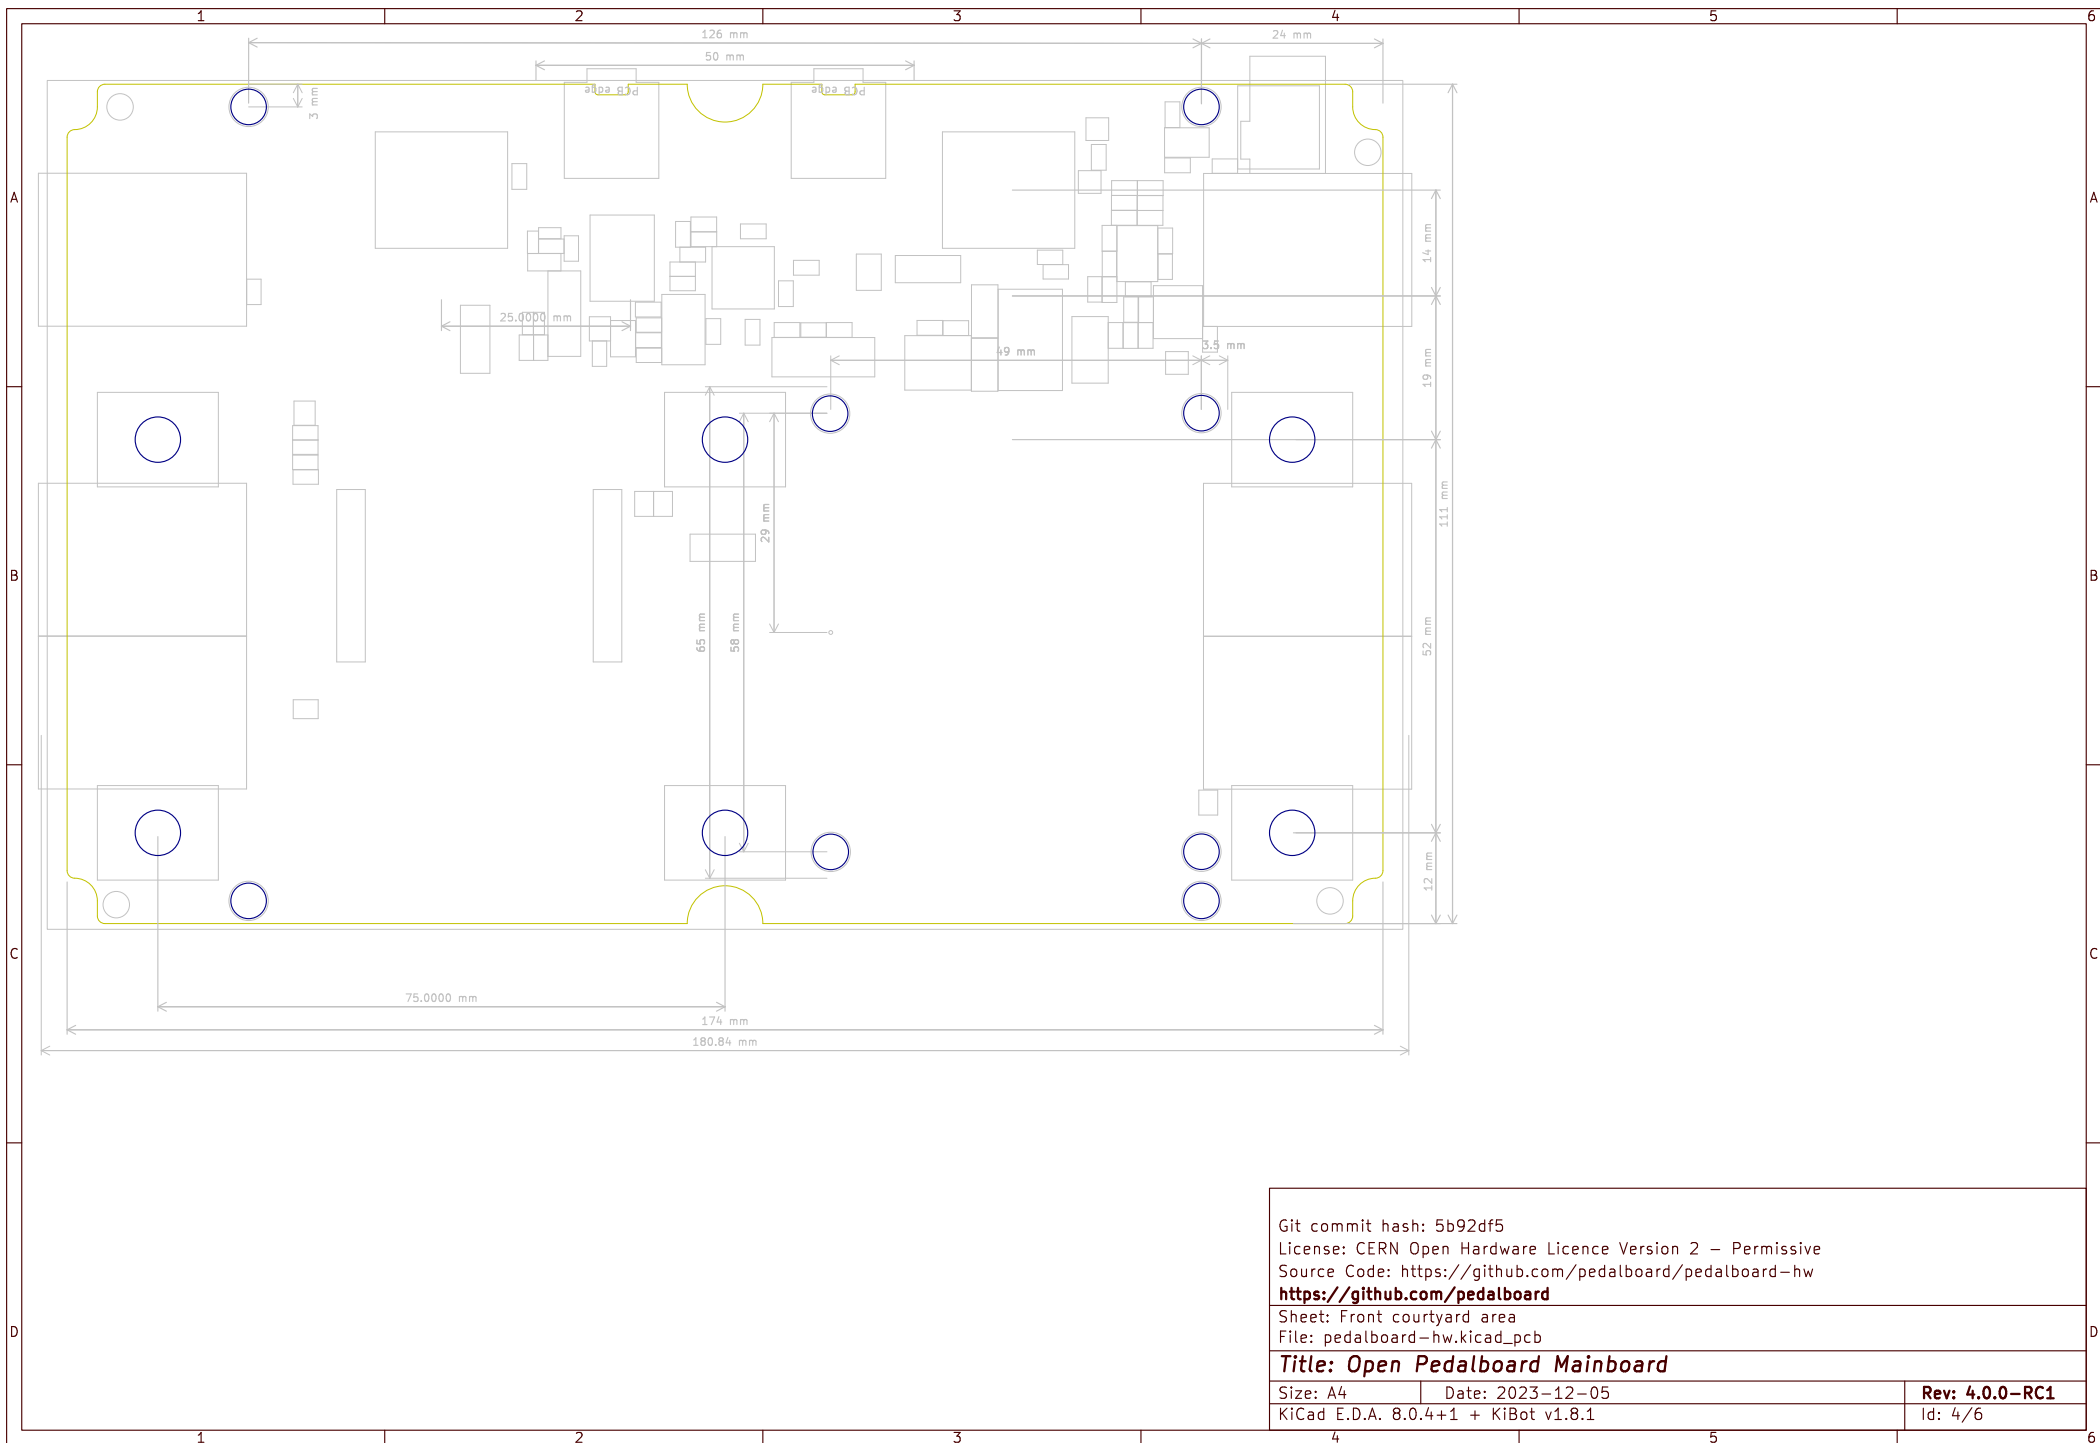 1 2 3 4 5 6
126 mm
24 mm
50 mm
3 mm
PCB edge
PCB edge
A
A
14 mm
25.0000 mm
49 mm
3.5 mm
19 mm
111 mm
29 mm
B
B
65 mm
58 mm
52 mm
12 mm
C
C
75.0000 mm
174 mm
180.84 mm
Git commit hash: 5b92df5
License: CERN Open Hardware Licence Version 2 – Permissive
Source Code: https://github.com/pedalboard/pedalboard-hw
https://github.com/pedalboard
Sheet: Front courtyard area
File: pedalboard-hw.kicad_pcb
D
D
Title: Open Pedalboard Mainboard
Size: A4
Date: 2023-12-05
Rev: 4.0.0-RC1
KiCad E.D.A. 8.0.4+1 + KiBot v1.8.1
Id: 4/6
1 2 3 4 5 6